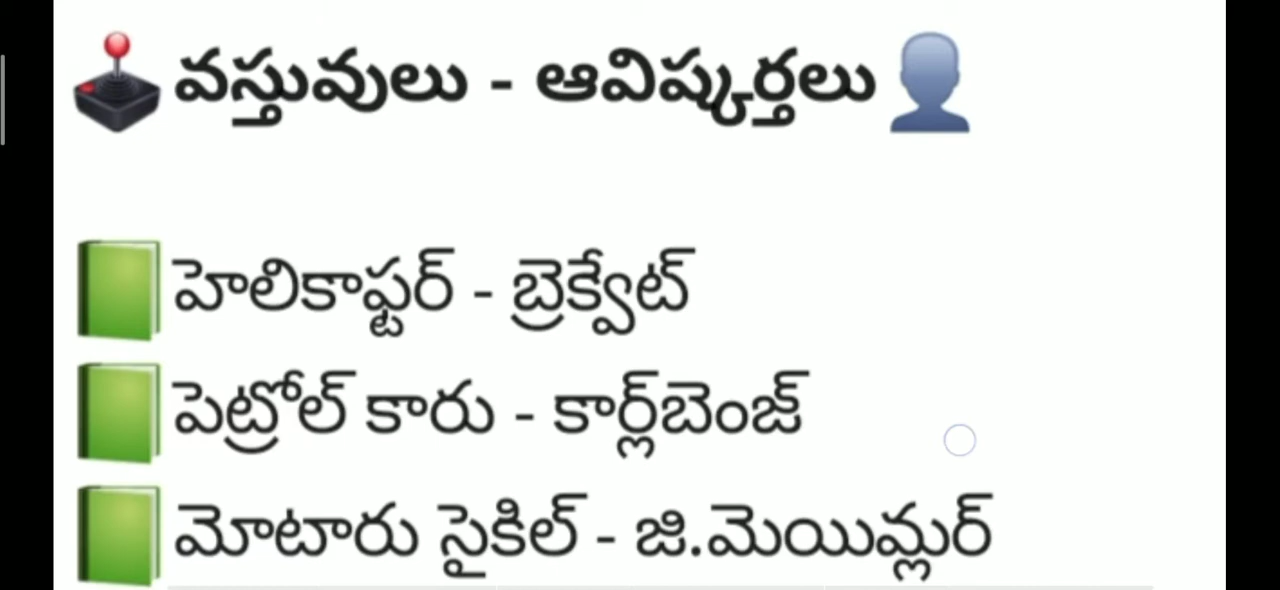 వస్తువులు - ఆవిష్కర్తలు
హెలికాఫ్టర్ - బ్రెక్వేట్
పెట్రోల్ కారు - కార్ల్‌బెంజ్
మోటారు సైకిల్ - జి.మెయిమ్లర్